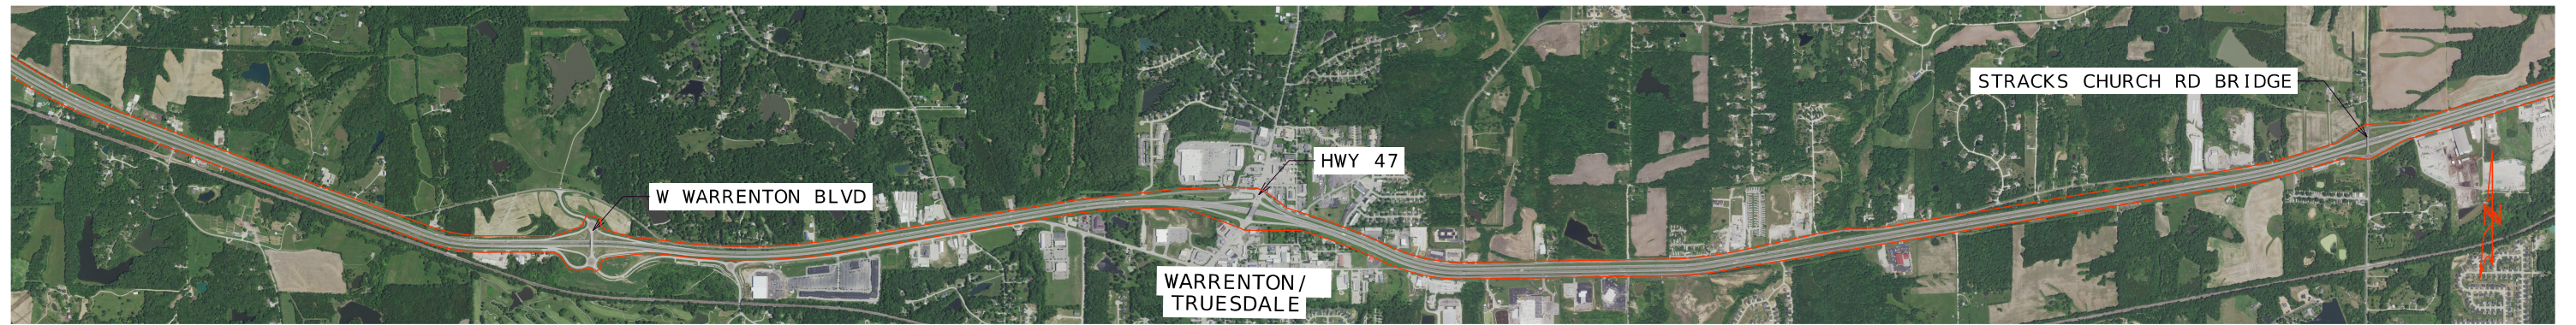 STRACKS CHURCH RD BRIDGE
HWY 47
W WARRENTON BLVD
WARRENTON/
TRUESDALE
N